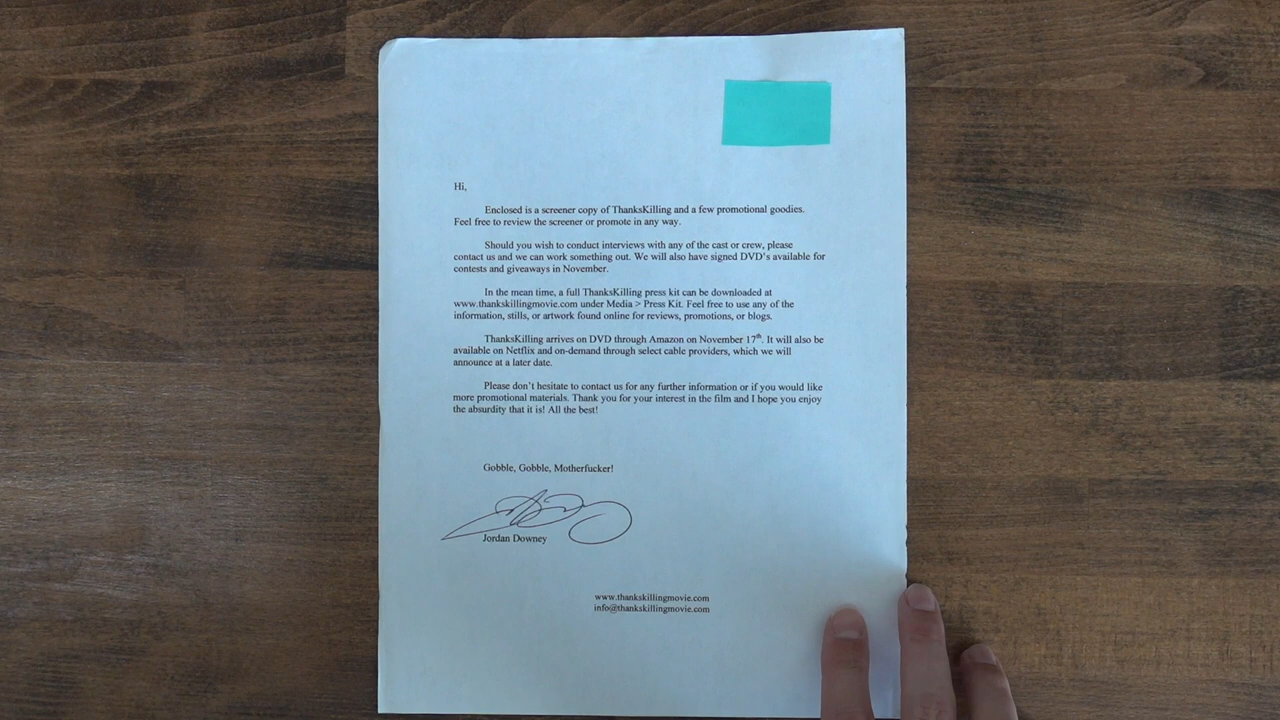 Hi,
Enclosed is a screener copy of ThanksKilling and a few promotional goodies.
Feel free to review the screener or promote in any way.
Should you wish to conduct interviews with any of the cast or crew, please
contact us and we can work something out. We will also have signed DVD's available for
contests and giveaways in November.
In the mean time, a full ThanksKilling press kit can be downloaded at
www.thankskillingmovie.com under Media > Press Kit. Feel free to use any of the
information, stills, or artwork found online for reviews, promotions, or blogs.
ThanksKilling arrives on DVD through Amazon on November 17th. It will also be
available on Netflix and on-demand through select cable providers, which we will
announce at a later date.
Please don't hesitate to contact us for any further information or if you would like
more promotional materials. Thank you for your interest in the film and I hope you enjoy
the absurdity that it is! All the best!
Gobble, Gobble, Motherfucker!
Jordan Downey
www.thankskillingmovie.com
info@thankskillingmovie.com